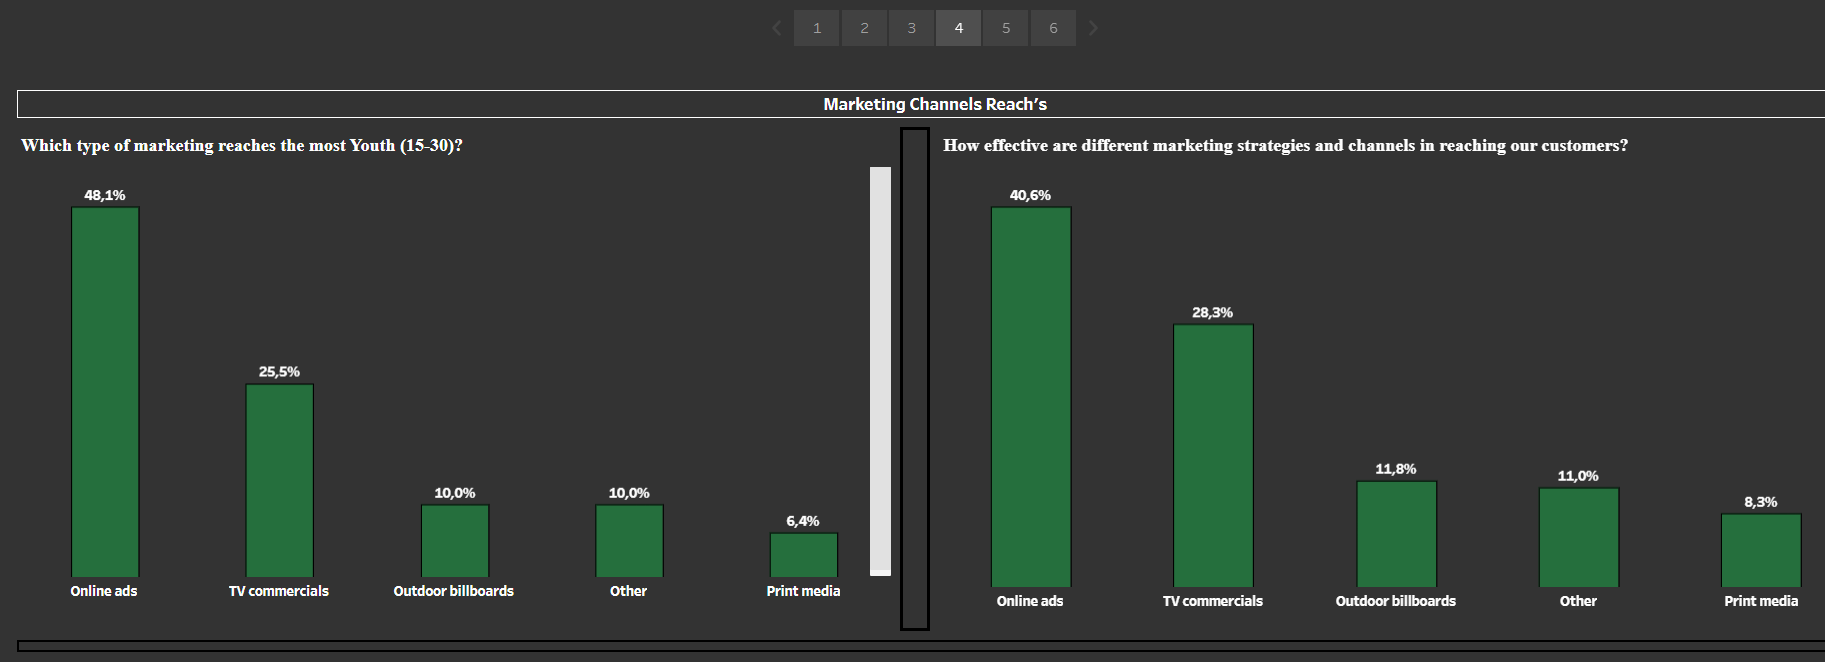 1 2 3 4 5 6
Marketing Channels Reach's
Which type of marketing reaches the most Youth (15-30)?
48,1%
25,5%
10,0%
10,0%
6,4%
Online ads
TV commercials
Outdoor billboards
Other
Print media
How effective are different marketing strategies and channels in reaching our customers?
40,6%
28,3%
11,8%
11,0%
8,3%
Online ads
TV commercials
Outdoor billboards
Other
Print media